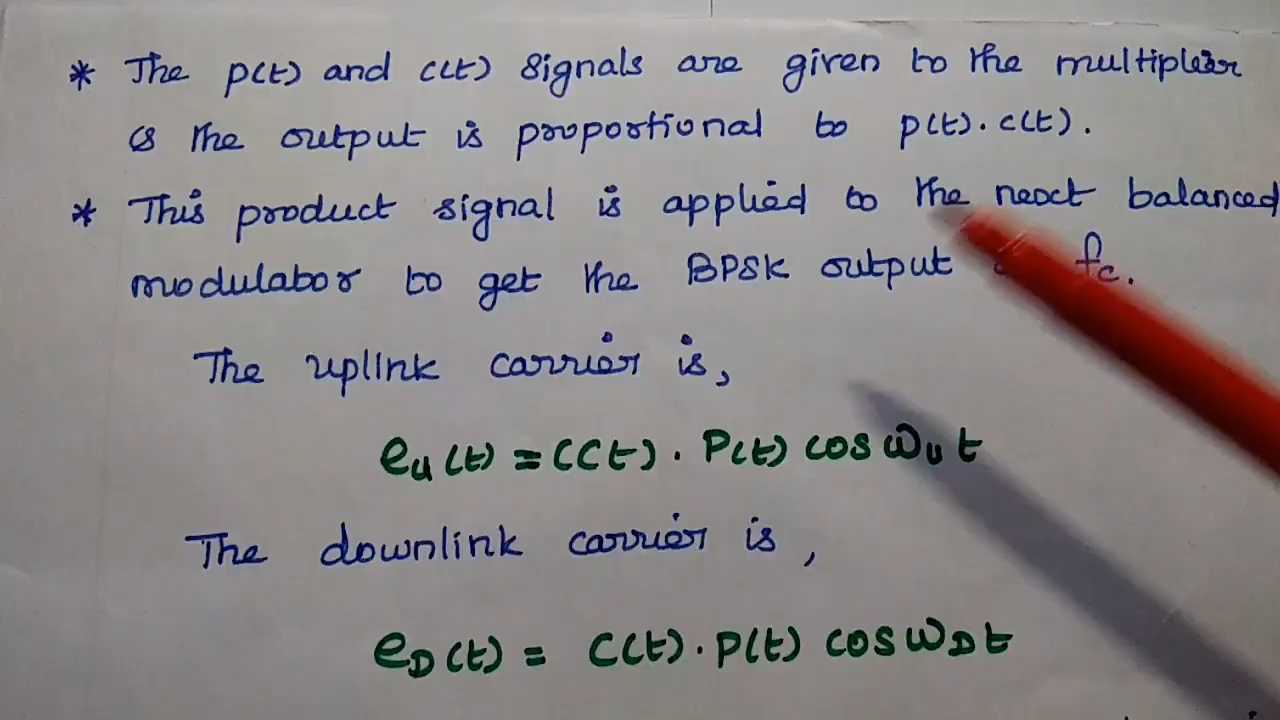 * The p(t) and c(t) signals are given to the multiplier
& the output is proportional to p(t).c(t).
* This product signal is applied to the next balanced
modulator to get the BPSK output fc.
The uplink carrier is,
eU(t) = C(t). P(t) cos ωU t
The downlink carrier is,
eD(t) = C(t). P(t) cos ωD t